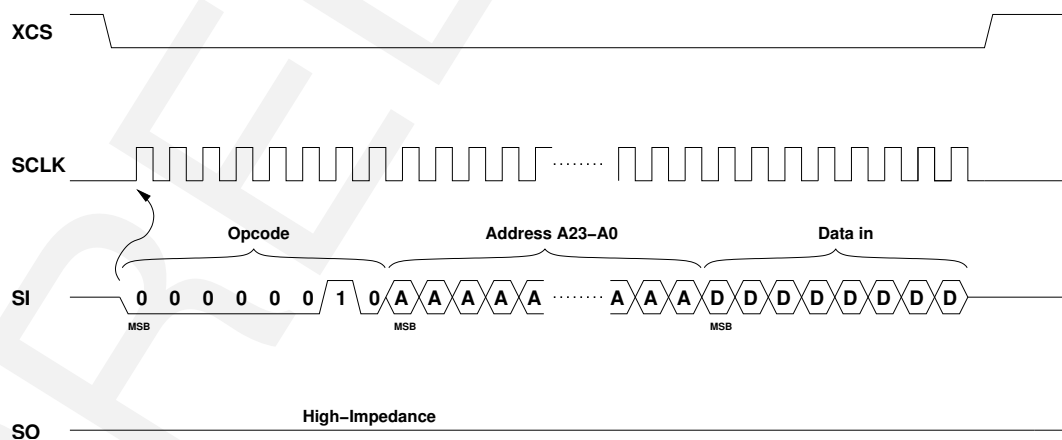 XCS
SCLK
Opcode Address A23–A0 Data in
SI 0 0 0 0 0 0 1 0 A A A A A ········ A A A D D D D D D D D
MSB MSB MSB
High–Impedance
SO